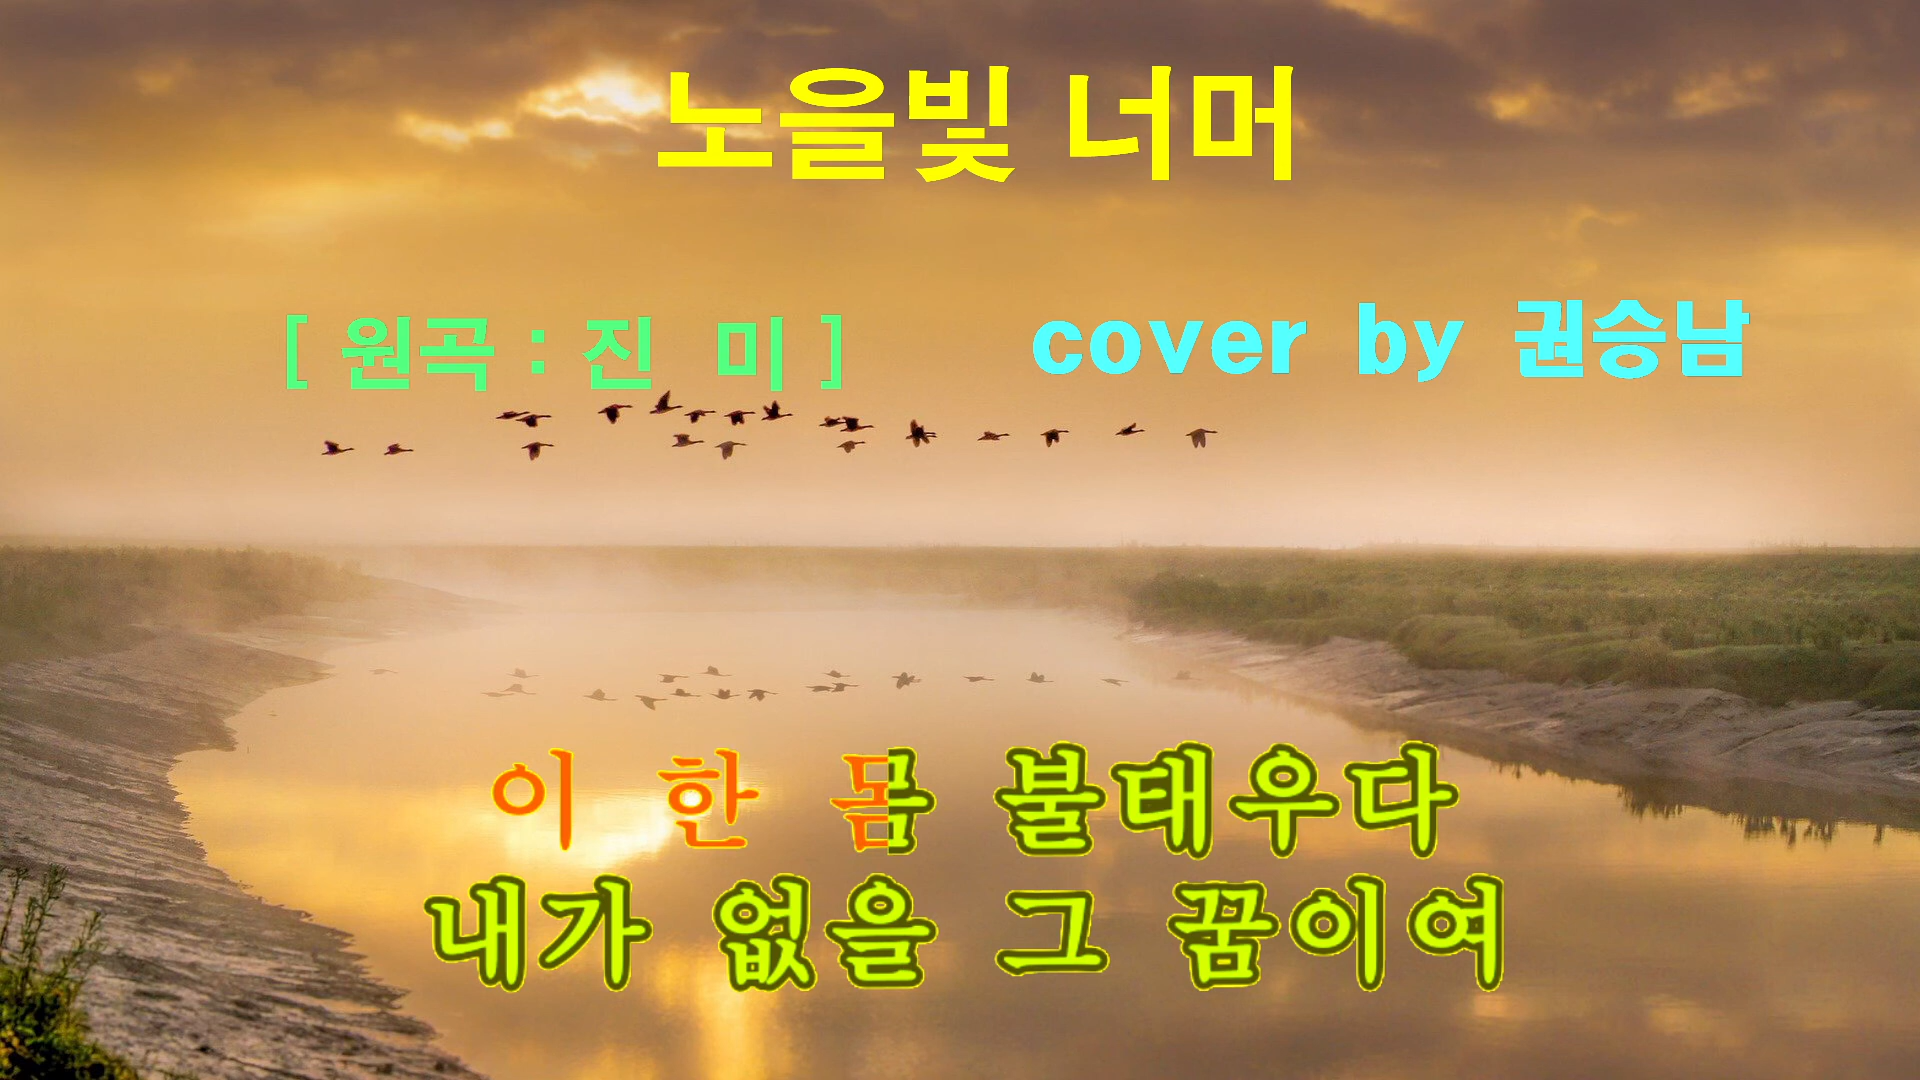 노을빛 너머
[ 원곡 : 진 미 ] cover by 권승남
이 한 몸 불태우다
내가 없을 그 꿈이여